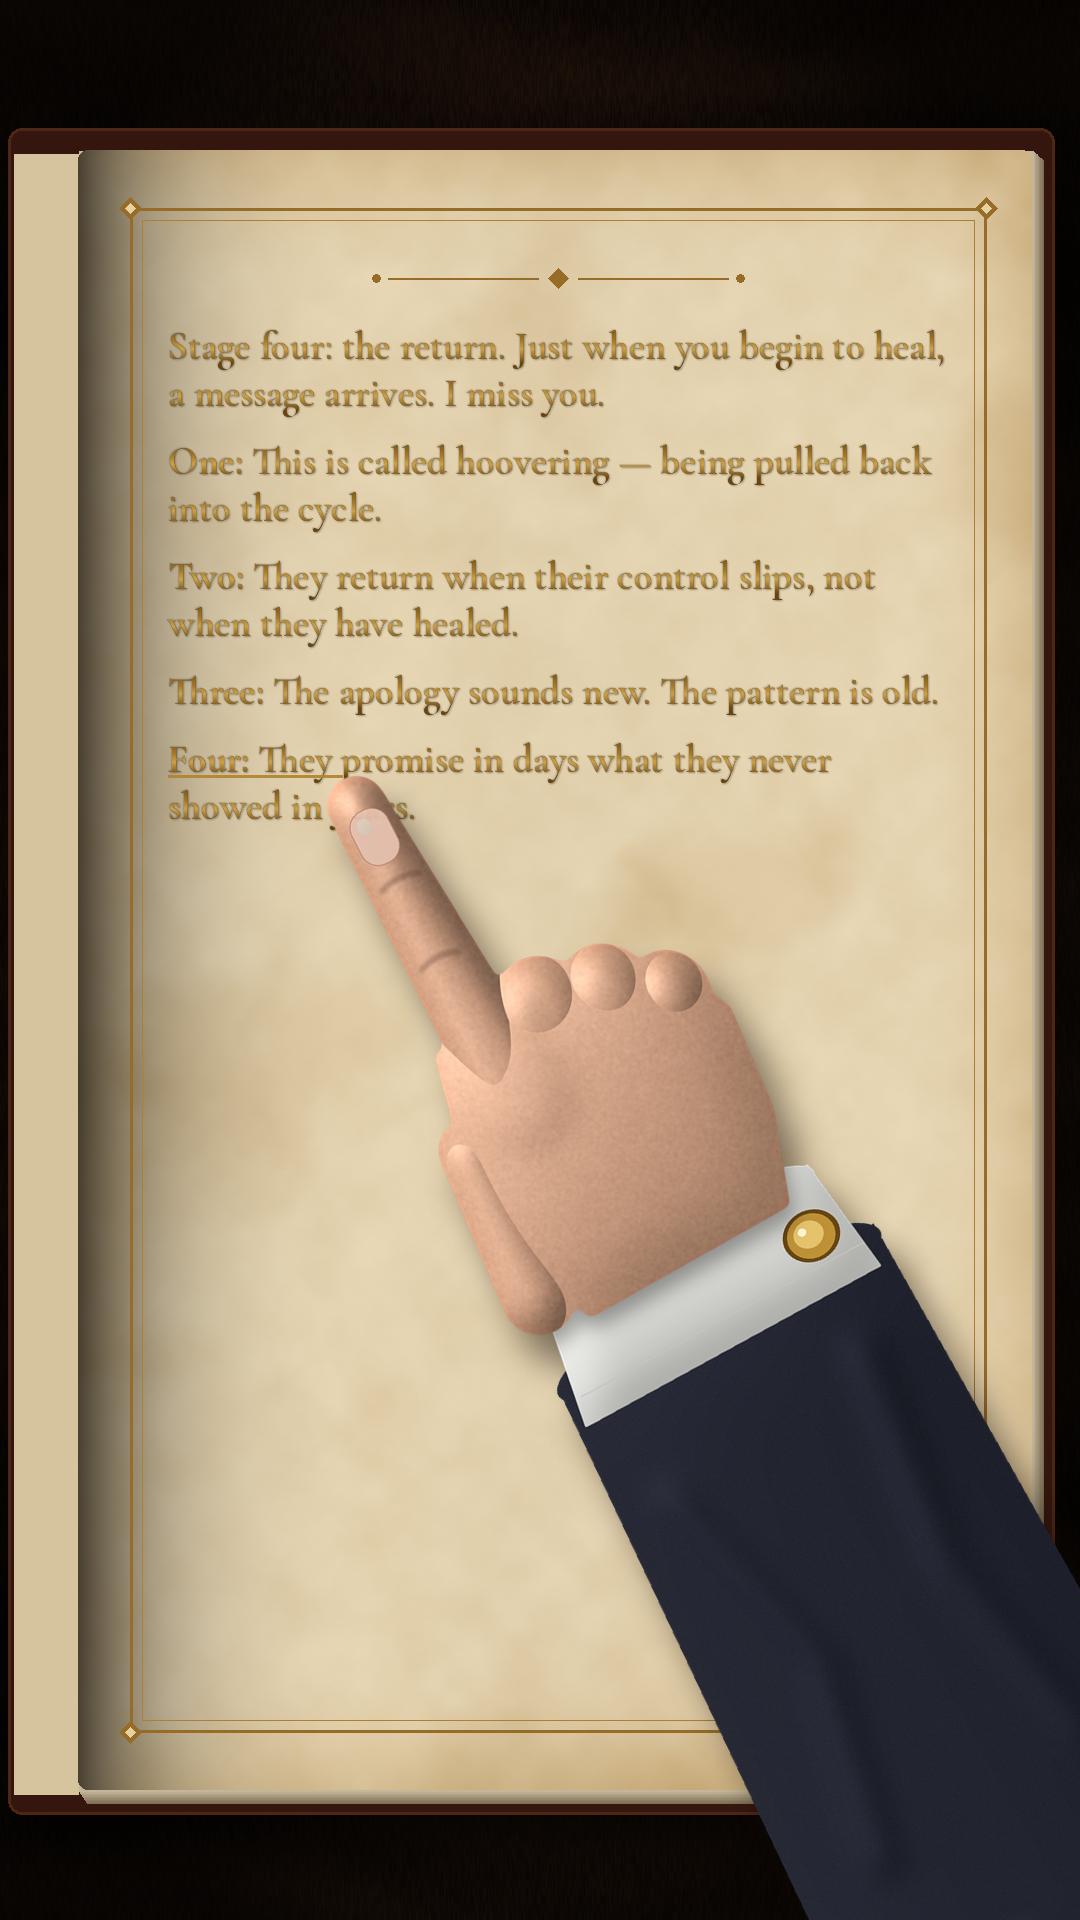 Stage four: the return. Just when you begin to heal,
a message arrives. I miss you.
One: This is called hoovering — being pulled back
into the cycle.
Two: They return when their control slips, not
when they have healed.
Three: The apology sounds new. The pattern is old.
Four: They promise in days what they never
showed in